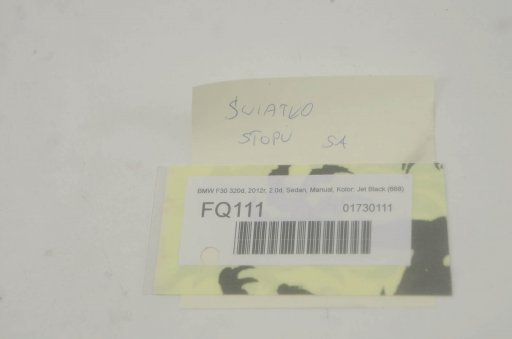 ŚWIATŁO
STOPU SA
BMW F30 320d, 2012r, 2.0d, Sedan, Manual, Kolor: Jet Black (668)
FQ111 01730111